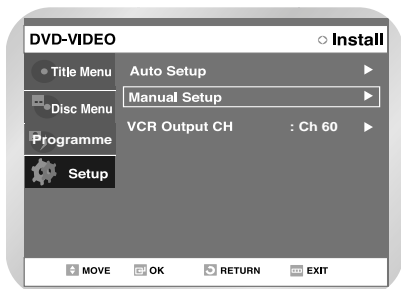 DVD-VIDEO Install
Title Menu Auto Setup ►
Disc Menu Manual Setup ►
Programme VCR Output CH : Ch 60 ►
Setup
MOVE OK RETURN EXIT